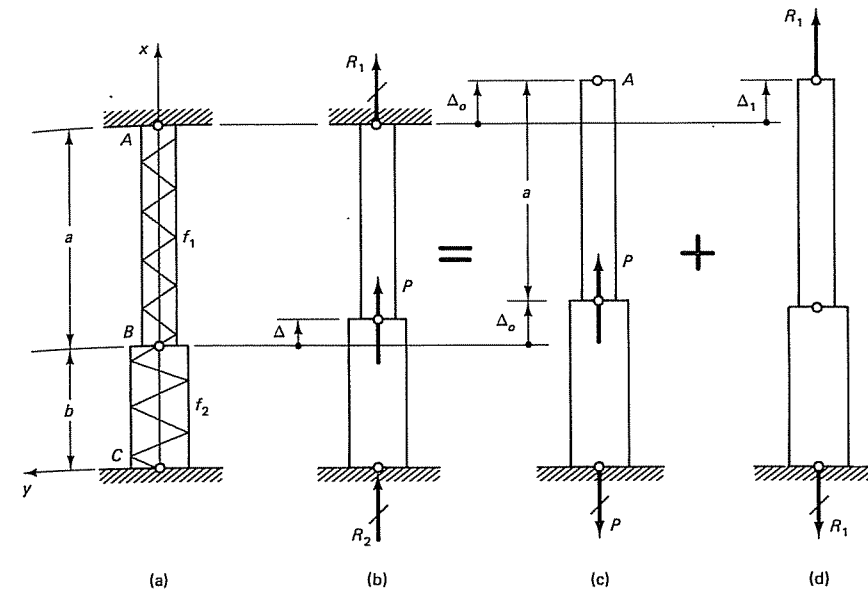 x
A
a
f₁
B
b
f₂
C
y
(a)
R₁
P
Δ
R₂
(b)
=
Δₒ
A
a
P
Δₒ
P
(c)
+
R₁
Δ₁
R₁
(d)